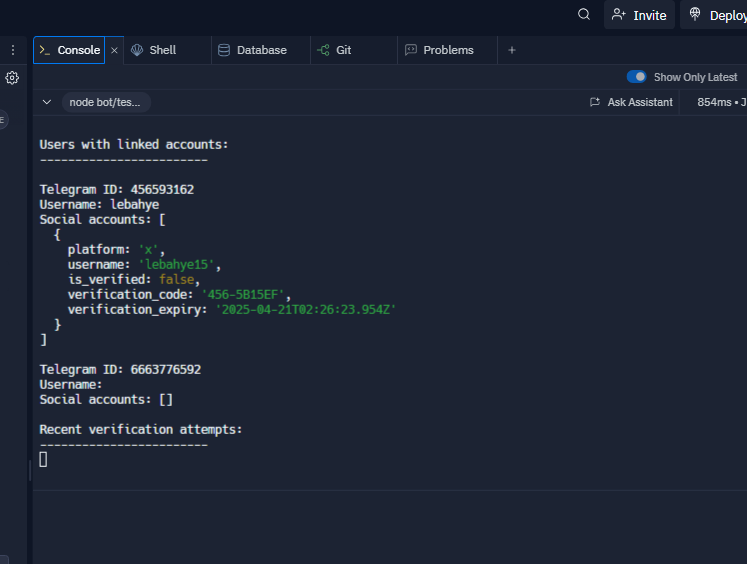 Invite
Deploy
Console
Shell
Database
Git
Problems
Show Only Latest
node bot/tes...
Ask Assistant
854ms • J
E
Users with linked accounts:
------------------------
Telegram ID: 456593162
Username: lebahye
Social accounts: [
{
platform: 'x',
username: 'lebahye15',
is_verified: false,
verification_code: '456-5B15EF',
verification_expiry: '2025-04-21T02:26:23.954Z'
}
]
Telegram ID: 6663776592
Username:
Social accounts: []
Recent verification attempts:
------------------------